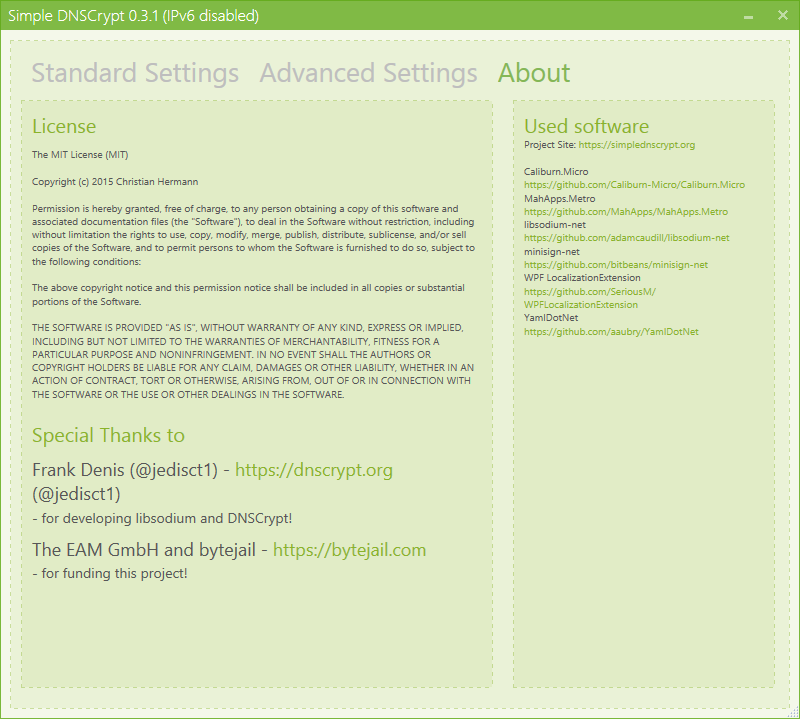 Simple DNSCrypt 0.3.1 (IPv6 disabled)
Standard Settings Advanced Settings About
License
The MIT License (MIT)
Copyright (c) 2015 Christian Hermann
Permission is hereby granted, free of charge, to any person obtaining a copy of this software and
associated documentation files (the "Software"), to deal in the Software without restriction, including
without limitation the rights to use, copy, modify, merge, publish, distribute, sublicense, and/or sell
copies of the Software, and to permit persons to whom the Software is furnished to do so, subject to
the following conditions:
The above copyright notice and this permission notice shall be included in all copies or substantial
portions of the Software.
THE SOFTWARE IS PROVIDED "AS IS", WITHOUT WARRANTY OF ANY KIND, EXPRESS OR IMPLIED,
INCLUDING BUT NOT LIMITED TO THE WARRANTIES OF MERCHANTABILITY, FITNESS FOR A
PARTICULAR PURPOSE AND NONINFRINGEMENT. IN NO EVENT SHALL THE AUTHORS OR
COPYRIGHT HOLDERS BE LIABLE FOR ANY CLAIM, DAMAGES OR OTHER LIABILITY, WHETHER IN AN
ACTION OF CONTRACT, TORT OR OTHERWISE, ARISING FROM, OUT OF OR IN CONNECTION WITH
THE SOFTWARE OR THE USE OR OTHER DEALINGS IN THE SOFTWARE.
Special Thanks to
Frank Denis (@jedisct1) - https://dnscrypt.org
(@jedisct1)
- for developing libsodium and DNSCrypt!
The EAM GmbH and bytejail - https://bytejail.com
- for funding this project!
Used software
Project Site: https://simplednscrypt.org
Caliburn.Micro
https://github.com/Caliburn-Micro/Caliburn.Micro
MahApps.Metro
https://github.com/MahApps/MahApps.Metro
libsodium-net
https://github.com/adamcaudill/libsodium-net
minisign-net
https://github.com/bitbeans/minisign-net
WPF LocalizationExtension
https://github.com/SeriousM/
WPFLocalizationExtension
YamlDotNet
https://github.com/aaubry/YamlDotNet